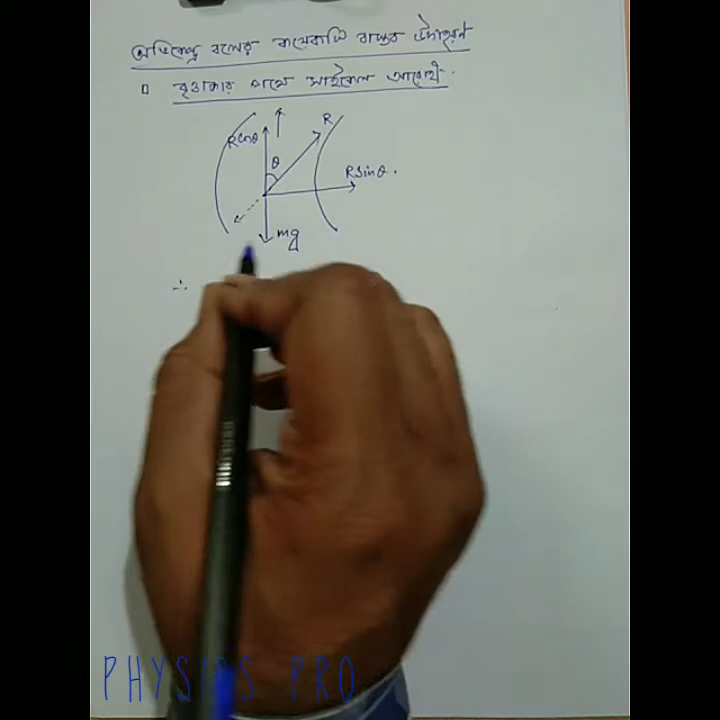 অভিকেন্দ্র বলের কয়েকটি বাস্তব উদাহরণ
বৃত্তাকার পথে সাইকেল আরোহী.
Rcosθ
R
θ
Rsinθ.
mg
∴
PHYSICS PRO